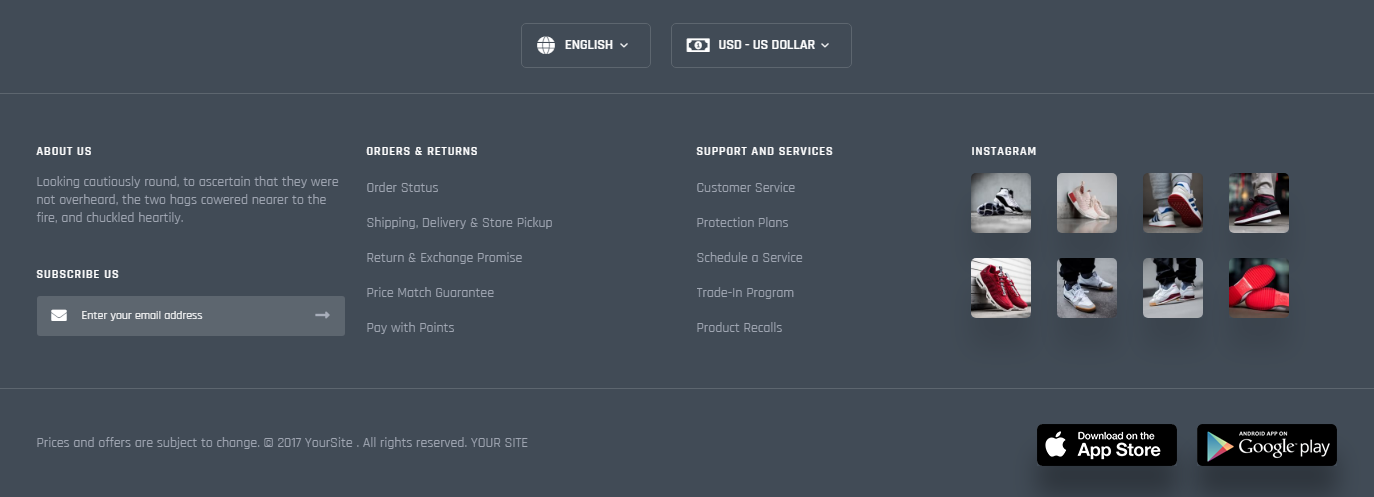 ENGLISH
USD - US DOLLAR
ABOUT US
Looking cautiously round, to ascertain that they were
not overheard, the two hags cowered nearer to the
fire, and chuckled heartily.
SUBSCRIBE US
Enter your email address
ORDERS & RETURNS
Order Status
Shipping, Delivery & Store Pickup
Return & Exchange Promise
Price Match Guarantee
Pay with Points
SUPPORT AND SERVICES
Customer Service
Protection Plans
Schedule a Service
Trade-In Program
Product Recalls
INSTAGRAM
Prices and offers are subject to change. © 2017 YourSite . All rights reserved. YOUR SITE
Download on the
App Store
ANDROID APP ON
Google play